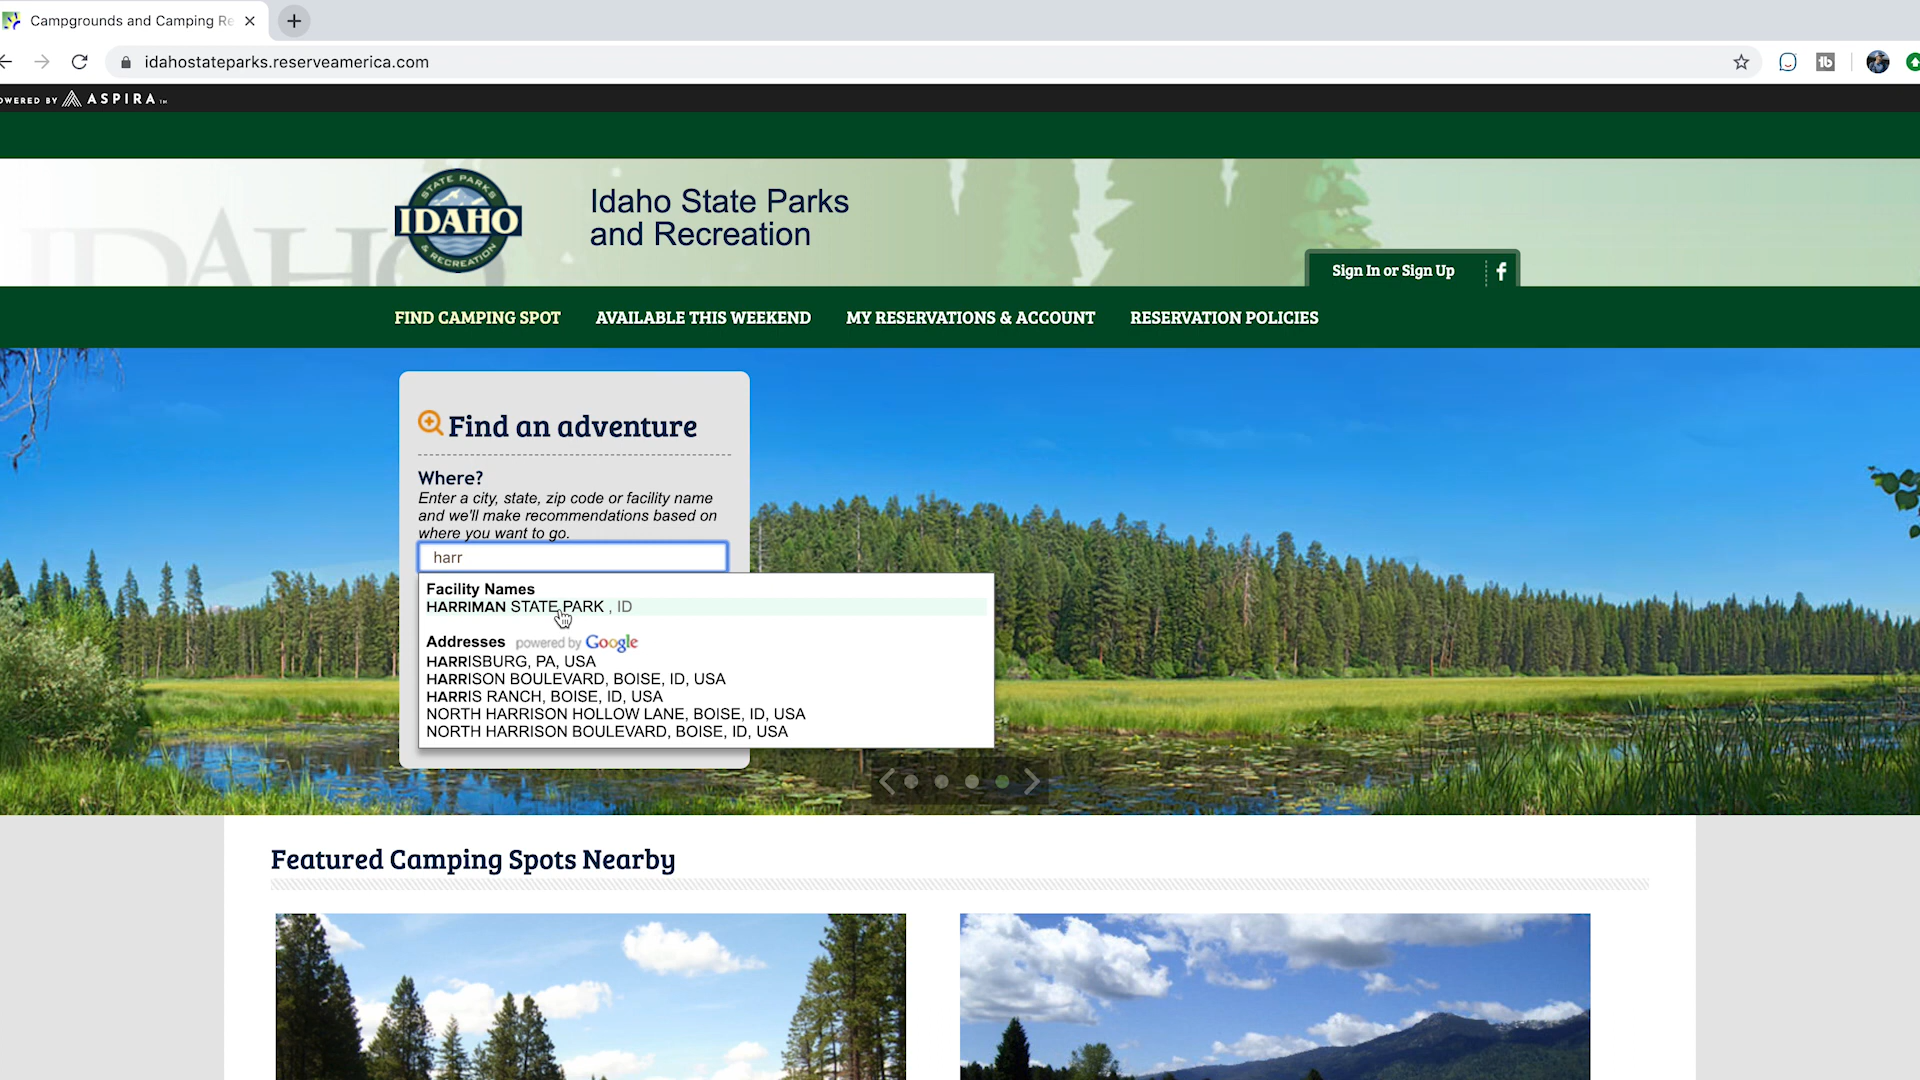 Campgrounds and Camping Re
idahostateparks.reserveamerica.com
OWERED BY ASPIRA TM
IDAHO
STATE PARKS
IDAHO
& RECREATION
Idaho State Parks
and Recreation
Sign In or Sign Up
f
FIND CAMPING SPOT
AVAILABLE THIS WEEKEND
MY RESERVATIONS & ACCOUNT
RESERVATION POLICIES
Find an adventure
Where?
Enter a city, state, zip code or facility name
and we'll make recommendations based on
where you want to go.
harr
Facility Names
HARRIMAN STATE PARK , ID
Addresses powered by Google
HARRISBURG, PA, USA
HARRISON BOULEVARD, BOISE, ID, USA
HARRIS RANCH, BOISE, ID, USA
NORTH HARRISON HOLLOW LANE, BOISE, ID, USA
NORTH HARRISON BOULEVARD, BOISE, ID, USA
Featured Camping Spots Nearby